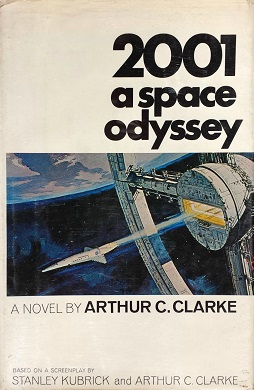 2001
a space
odyssey
A NOVEL BY ARTHUR C. CLARKE
BASED ON A SCREENPLAY BY
STANLEY KUBRICK and ARTHUR C. CLARKE